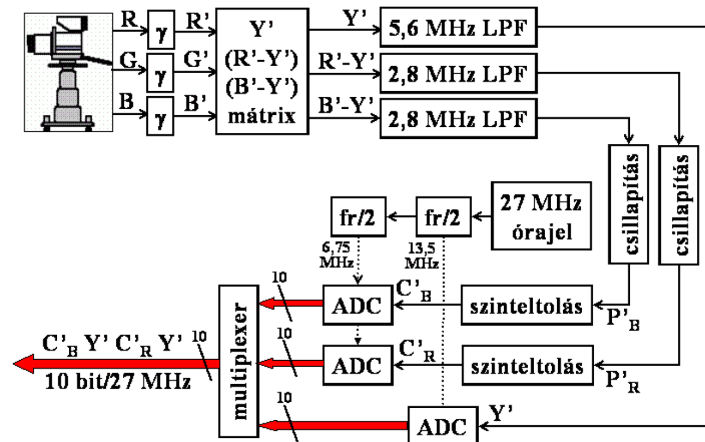 R γ R' Y' Y' 5,6 MHz LPF
G γ G' (R'-Y') R'-Y' 2,8 MHz LPF
(B'-Y')
B γ B' mátrix B'-Y' 2,8 MHz LPF
csillapítás
csillapítás
fr/2
fr/2
27 MHz
órajel
6,75
MHz
13,5
MHz
10
ADC
C'B
szinteltolás
P'B
C'B Y' C'R Y'
10
10 bit/27 MHz
multiplexer
10
ADC
C'R
szinteltolás
P'R
10
ADC
Y'